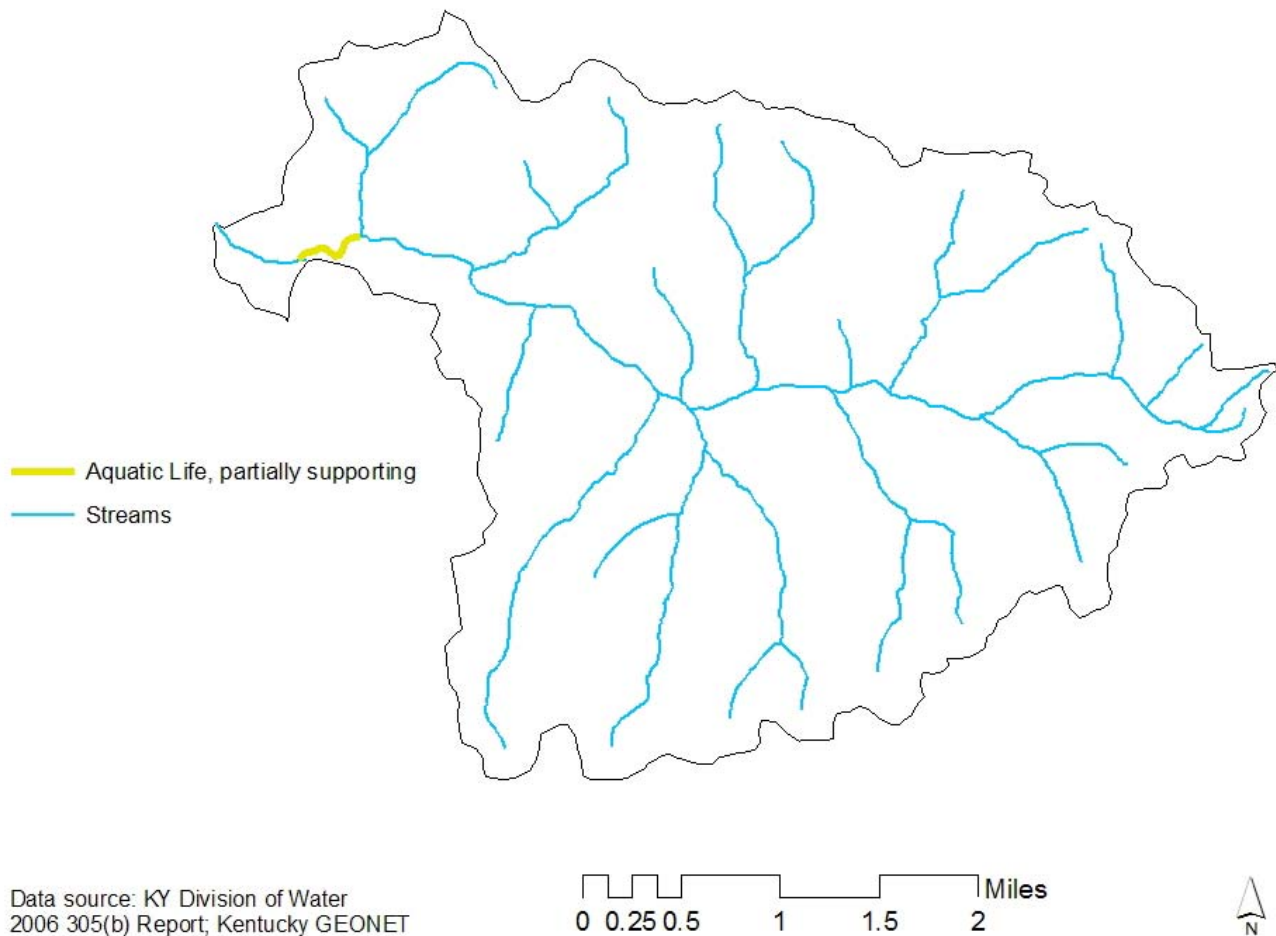 Aquatic Life, partially supporting
Streams
Data source: KY Division of Water
2006 305(b) Report; Kentucky GEONET
Miles
0 0.25 0.5 1 1.5 2
N